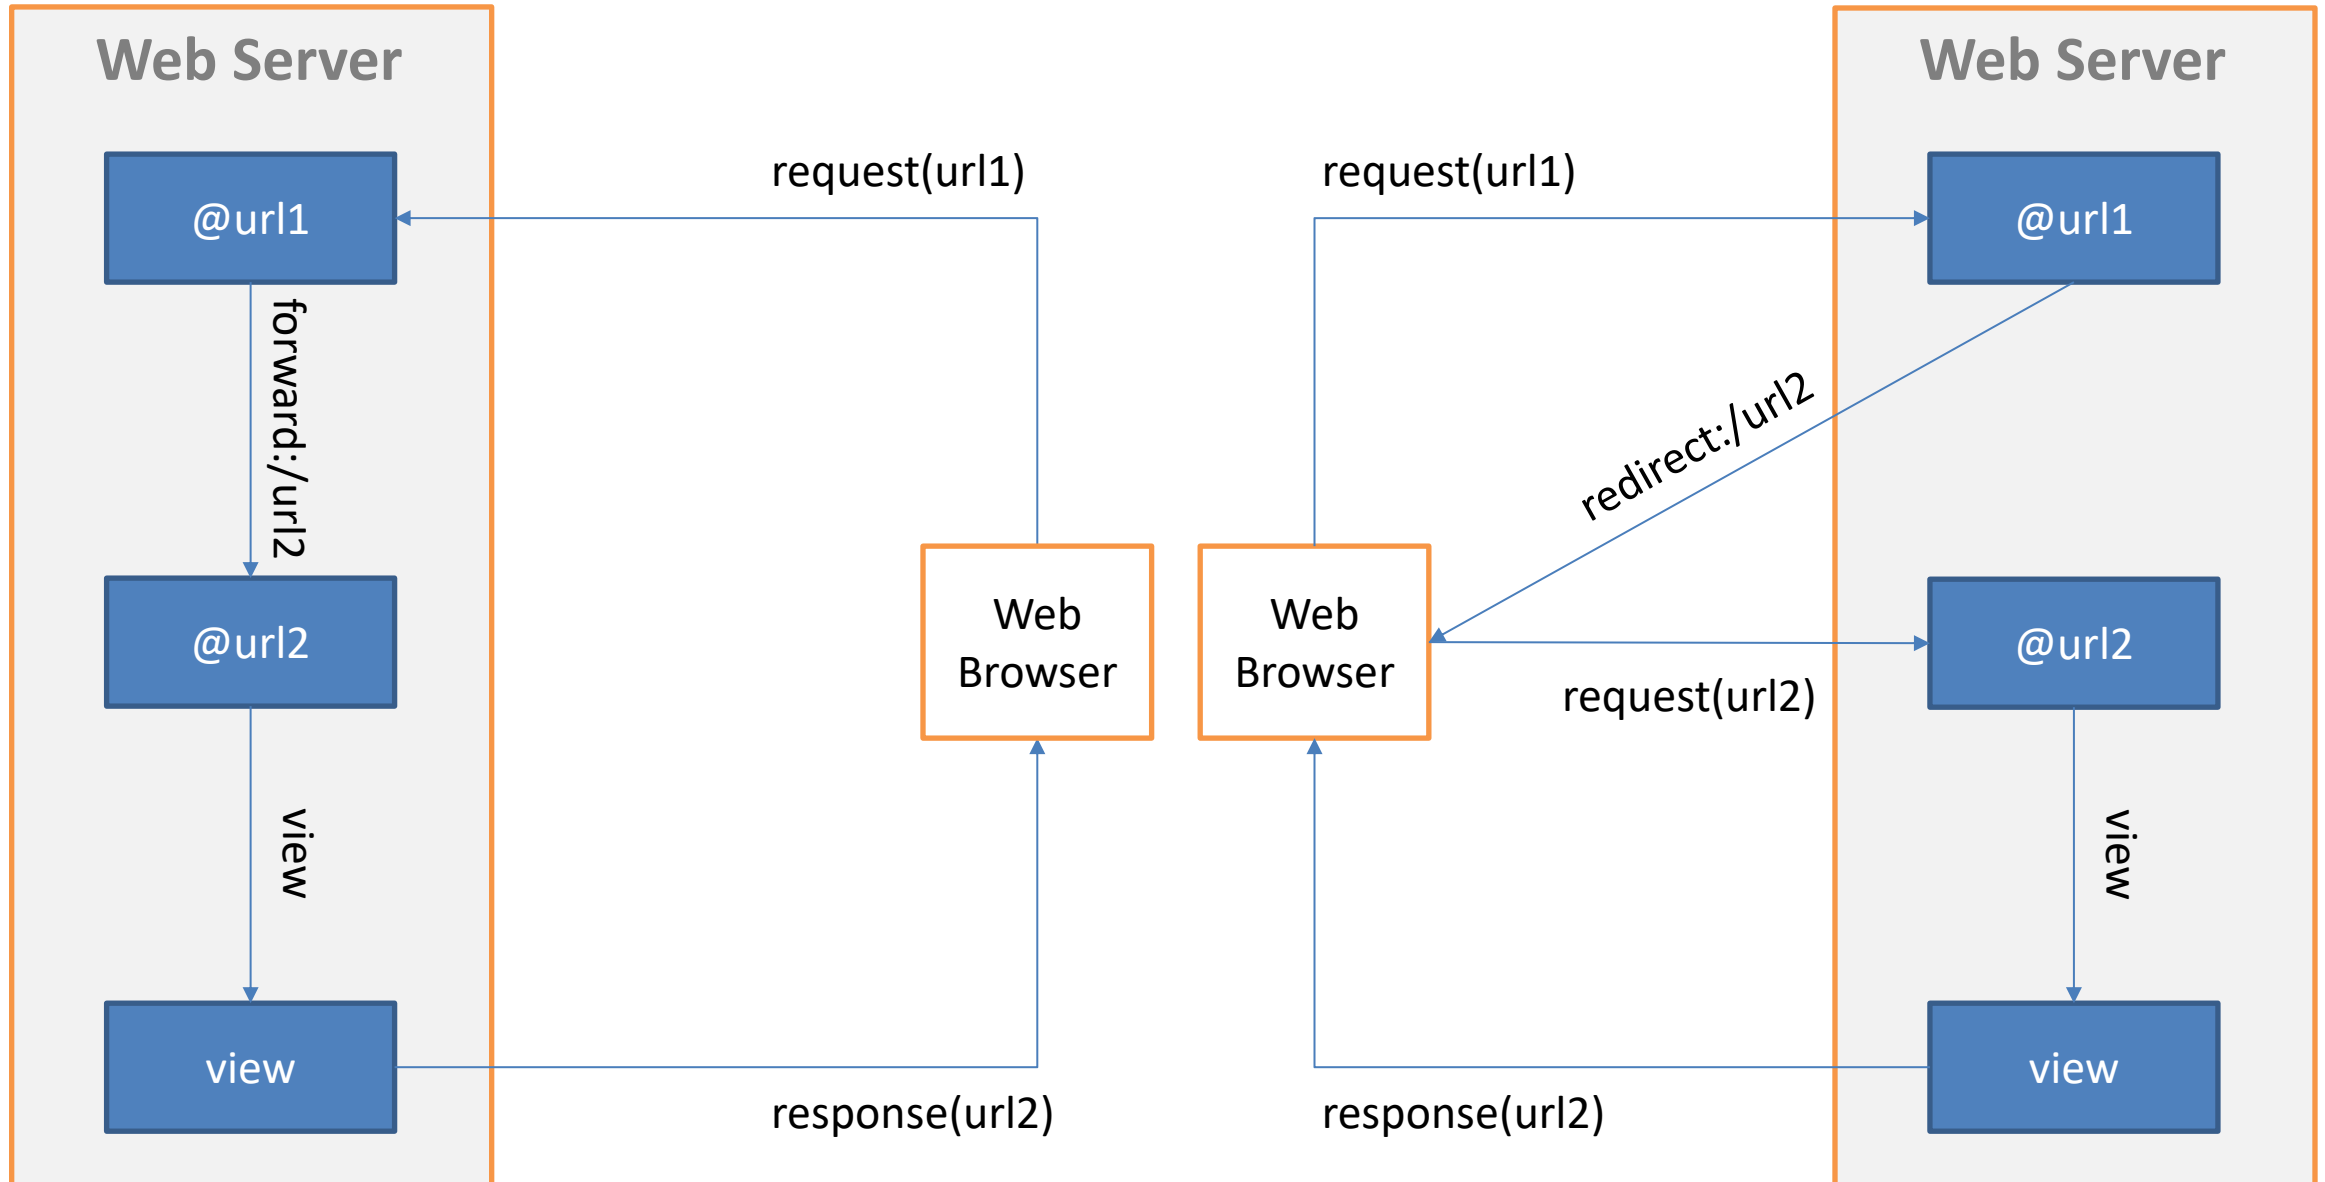 Web Server
@url1
forward:/url2
@url2
view
view
request(url1)
Web
Browser
response(url2)
Web Server
request(url1)
@url1
redirect:/url2
Web
Browser
request(url2)
@url2
view
view
response(url2)